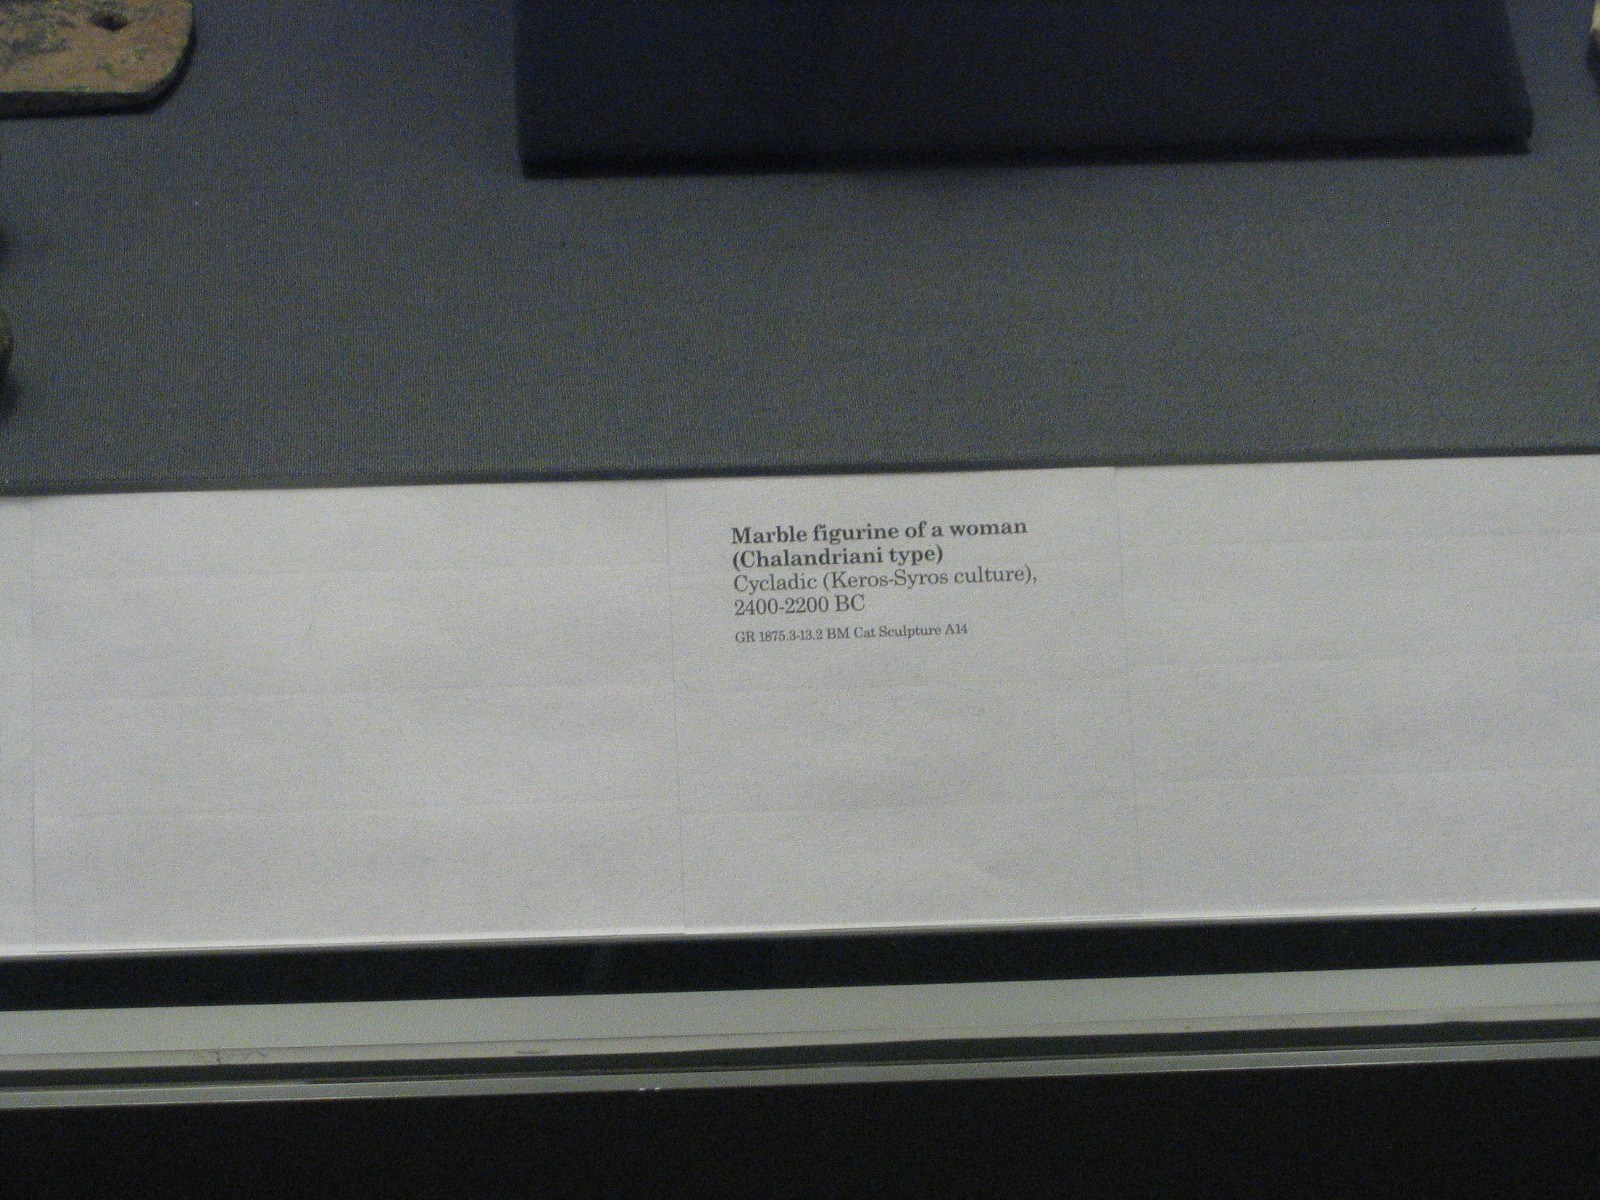 Marble figurine of a woman
(Chalandriani type)
Cycladic (Keros-Syros culture),
2400-2200 BC
GR 1875.3-13.2 BM Cat Sculpture A14